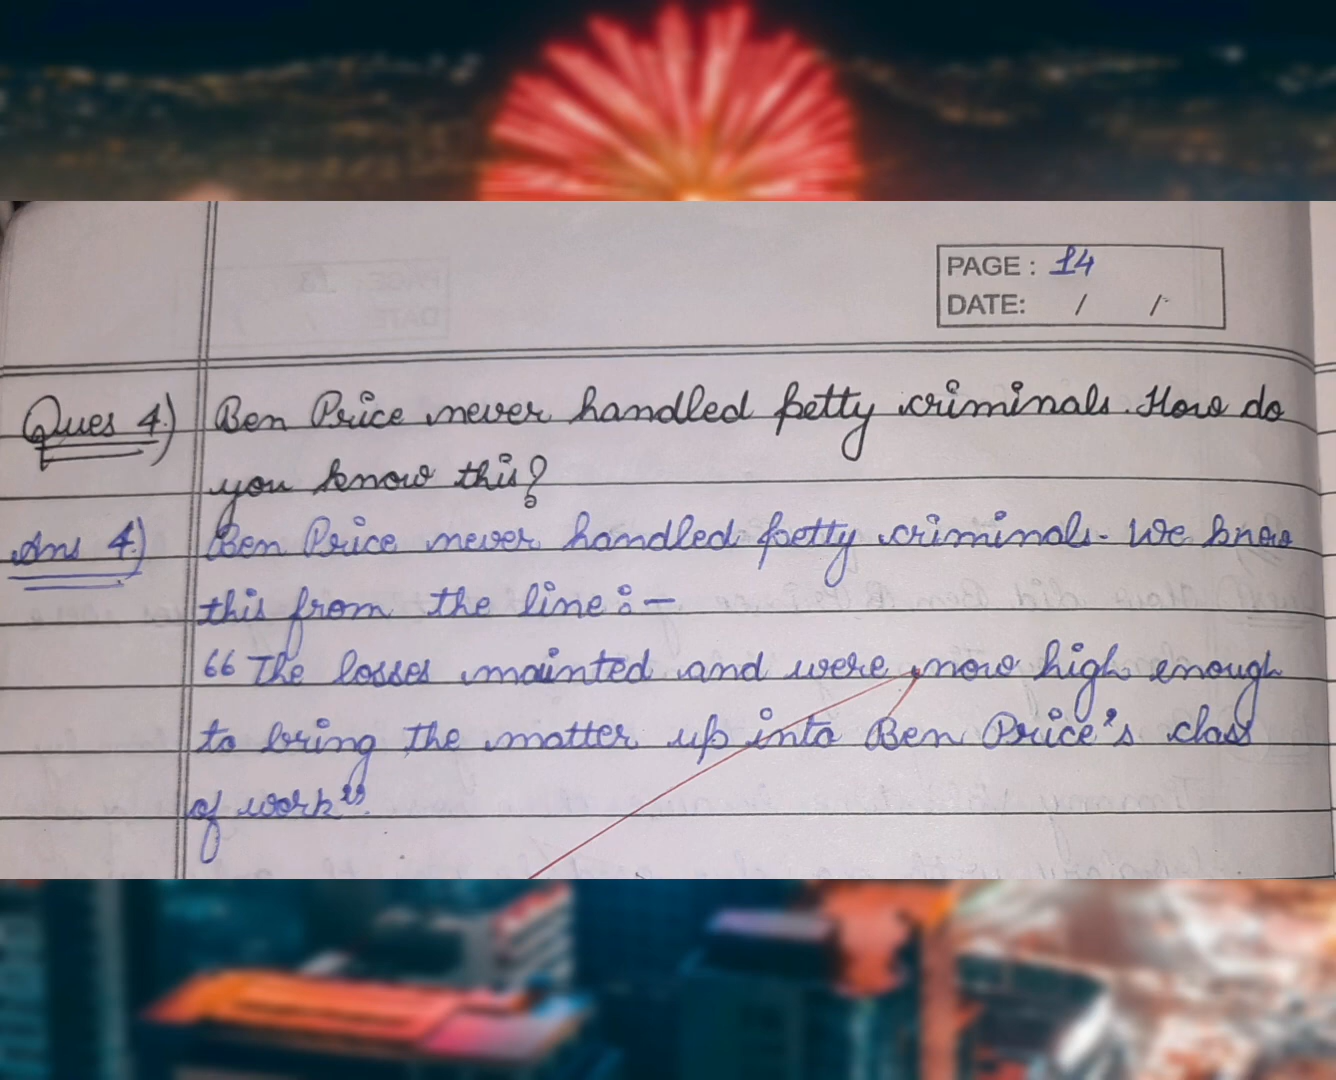 PAGE : 14
DATE: / /
Ques 4.) Ben Price never handled petty criminals. How do
you know this?
Ans 4.) Ben Price never handled petty criminals. We know
this from the line :-
“The losses mounted and were now high enough
to bring the matter up into Ben Price's class
of work”.